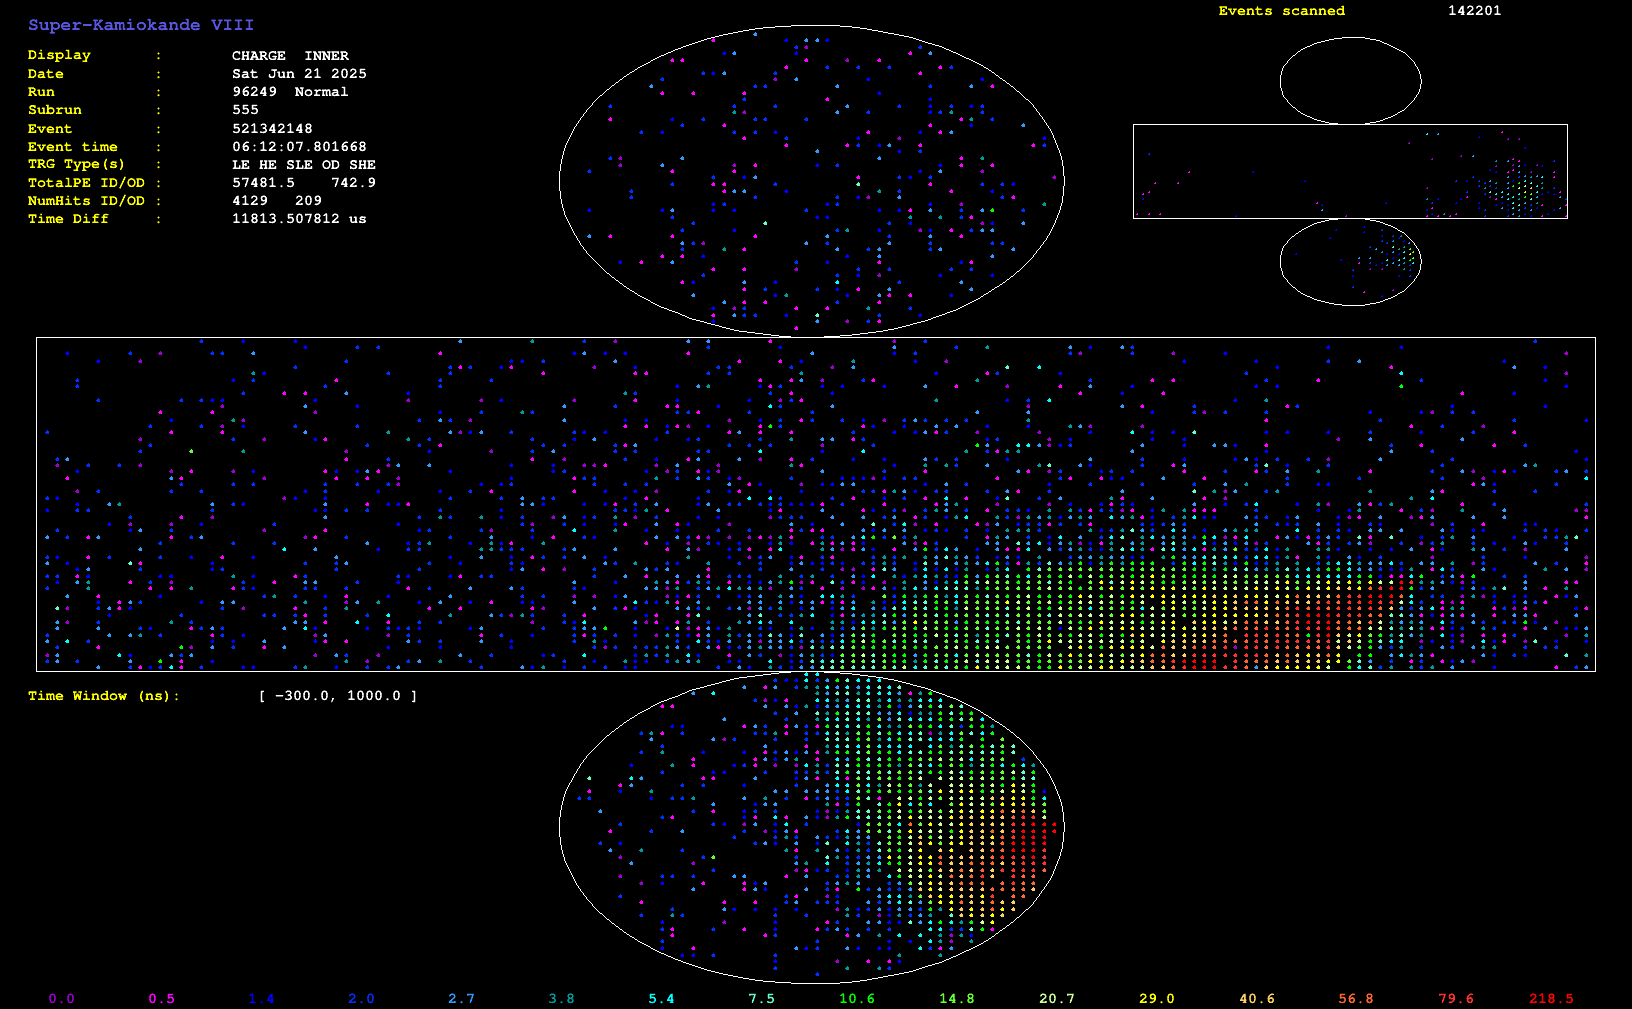 Super-Kamiokande VIII
Display : CHARGE INNER
Date : Sat Jun 21 2025
Run : 96249 Normal
Subrun : 555
Event : 521342148
Event time : 06:12:07.801668
TRG Type(s) : LE HE SLE OD SHE
TotalPE ID/OD : 57481.5 742.9
NumHits ID/OD : 4129 209
Time Diff : 11813.507812 us
Events scanned 142201
Time Window (ns): [ −300.0, 1000.0 ]
0.0 0.5 1.4 2.0 2.7 3.8 5.4 7.5 10.6 14.8 20.7 29.0 40.6 56.8 79.6 218.5